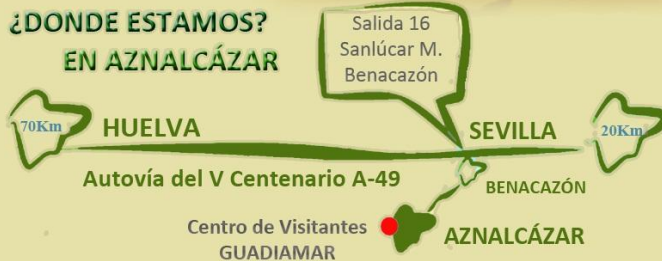 ¿DONDE ESTAMOS?
EN AZNALCÁZAR
Salida 16
Sanlúcar M.
Benacazón
70Km
HUELVA
SEVILLA
20Km
Autovía del V Centenario A-49
BENACAZÓN
Centro de Visitantes
GUADIAMAR
AZNALCÁZAR